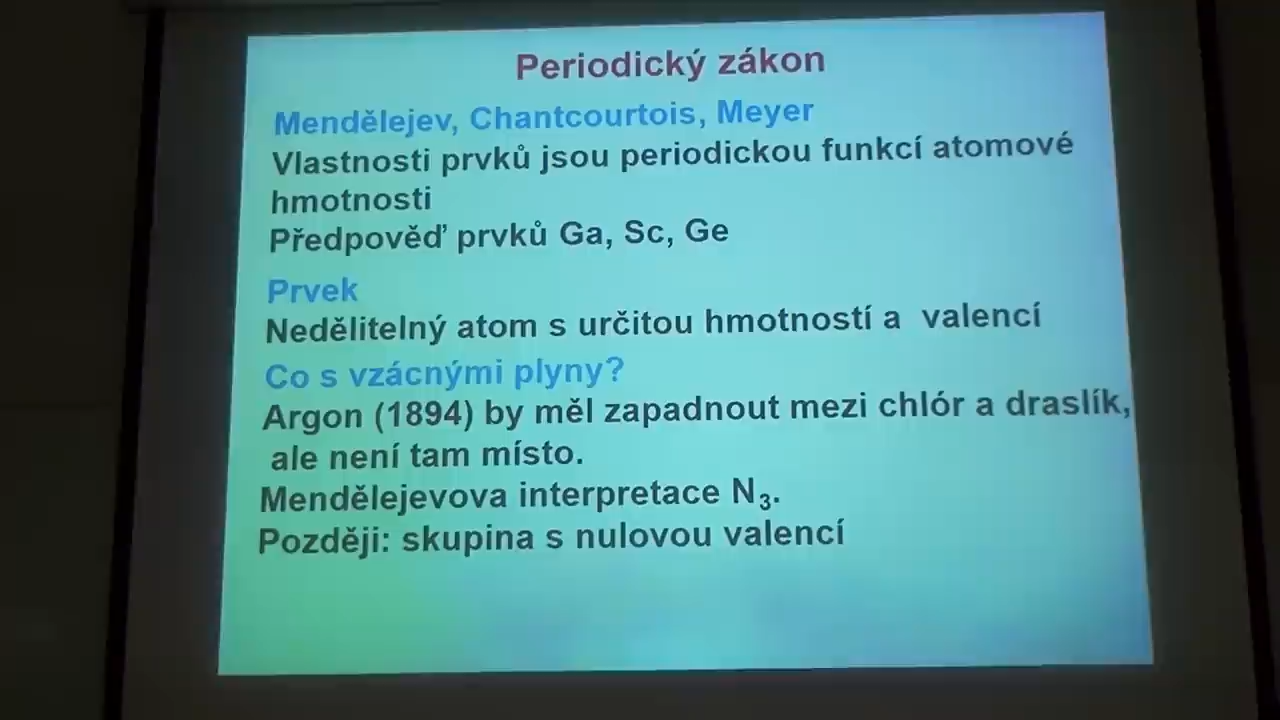 Periodický zákon
Mendělejev, Chantcourtois, Meyer
Vlastnosti prvků jsou periodickou funkcí atomové
hmotnosti
Předpověď prvků Ga, Sc, Ge
Prvek
Nedělitelný atom s určitou hmotností a valencí
Co s vzácnými plyny?
Argon (1894) by měl zapadnout mezi chlór a draslík,
ale není tam místo.
Mendělejevova interpretace N₃.
Později: skupina s nulovou valencí